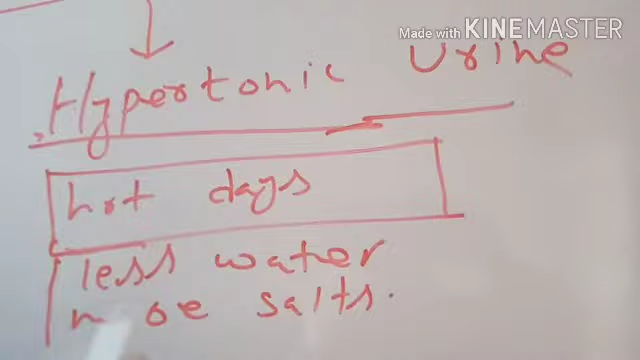 Made with KINEMASTER
Hypertonic Urine
hot days
less water
more salts.